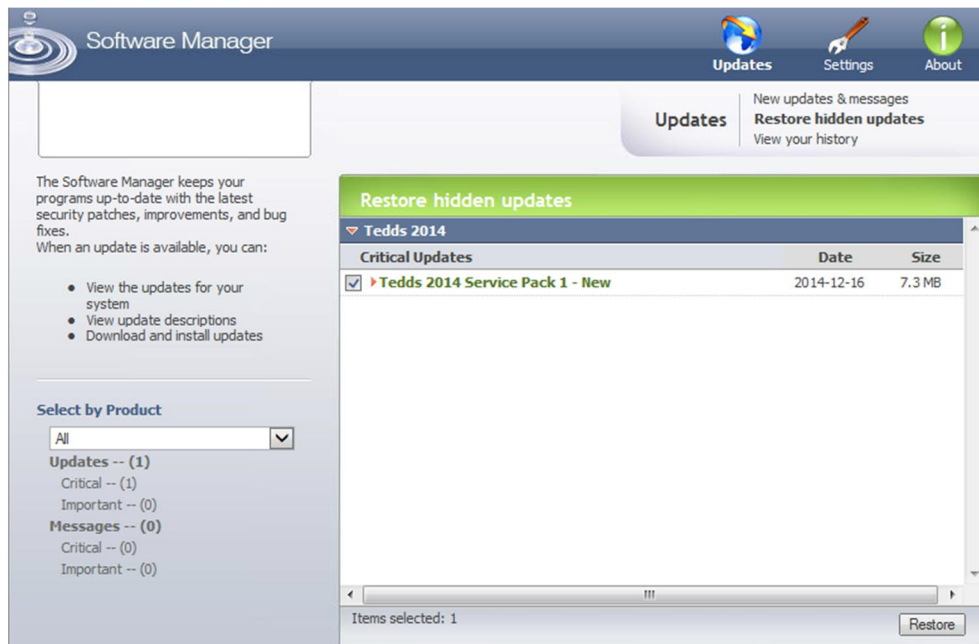 Software Manager
Updates
Settings
About
Updates
New updates & messages
Restore hidden updates
View your history
The Software Manager keeps your
programs up-to-date with the latest
security patches, improvements, and bug
fixes.
When an update is available, you can:
• View the updates for your
system
• View update descriptions
• Download and install updates
Select by Product
All
Updates -- (1)
Critical -- (1)
Important -- (0)
Messages -- (0)
Critical -- (0)
Important -- (0)
Restore hidden updates
Tedds 2014
Critical Updates Date Size
Tedds 2014 Service Pack 1 - New 2014-12-16 7.3 MB
Items selected: 1
Restore